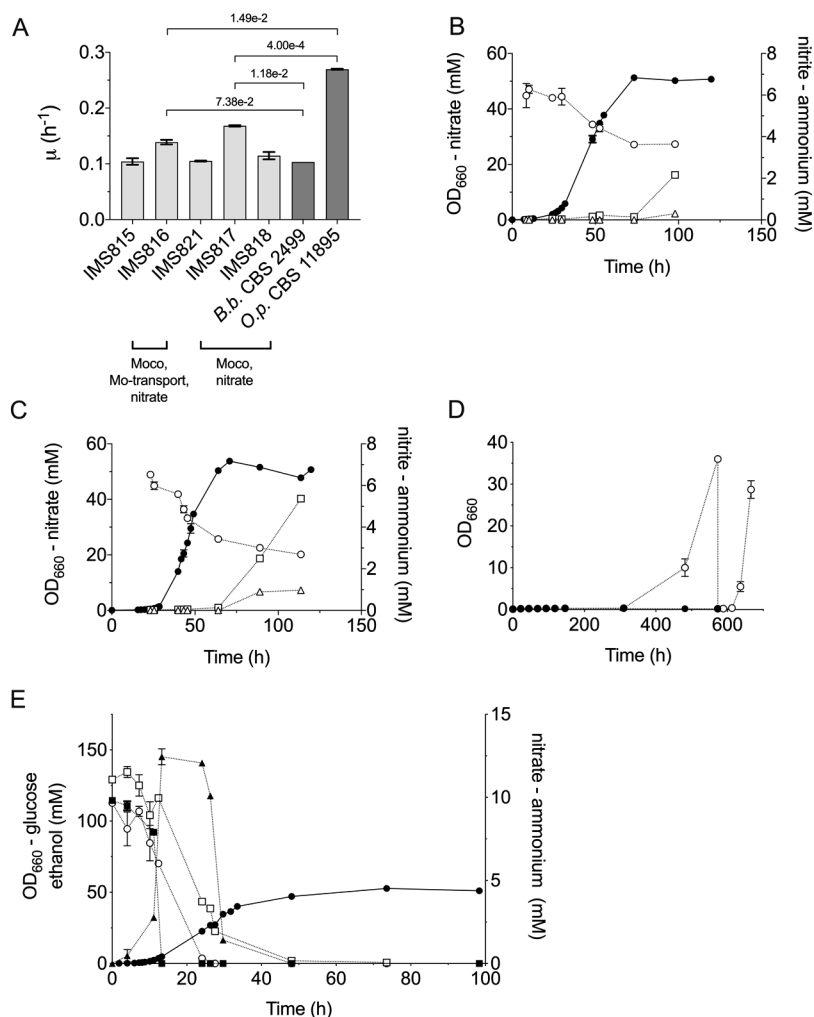 A
1.49e-2
4.00e-4
1.18e-2
7.38e-2
μ (h-1)
0.3
0.2
0.1
0.0
IMS815
IMS816
IMS821
IMS817
IMS818
B.b. CBS 2499
O.p. CBS 11895
Moco,
Mo-transport,
nitrate
Moco,
nitrate
B
OD660 - nitrate (mM)
60
40
20
0
0
50
100
150
Time (h)
8
6
4
2
0
nitrite - ammonium (mM)
C
OD660 - nitrate (mM)
60
40
20
0
0
50
100
150
Time (h)
8
6
4
2
0
nitrite - ammonium (mM)
D
OD660
40
30
20
10
0
0
200
400
600
Time (h)
E
OD660 - glucose
ethanol (mM)
150
100
50
0
0
20
40
60
80
100
Time (h)
15
10
5
0
nitrate - ammonium
(mM)